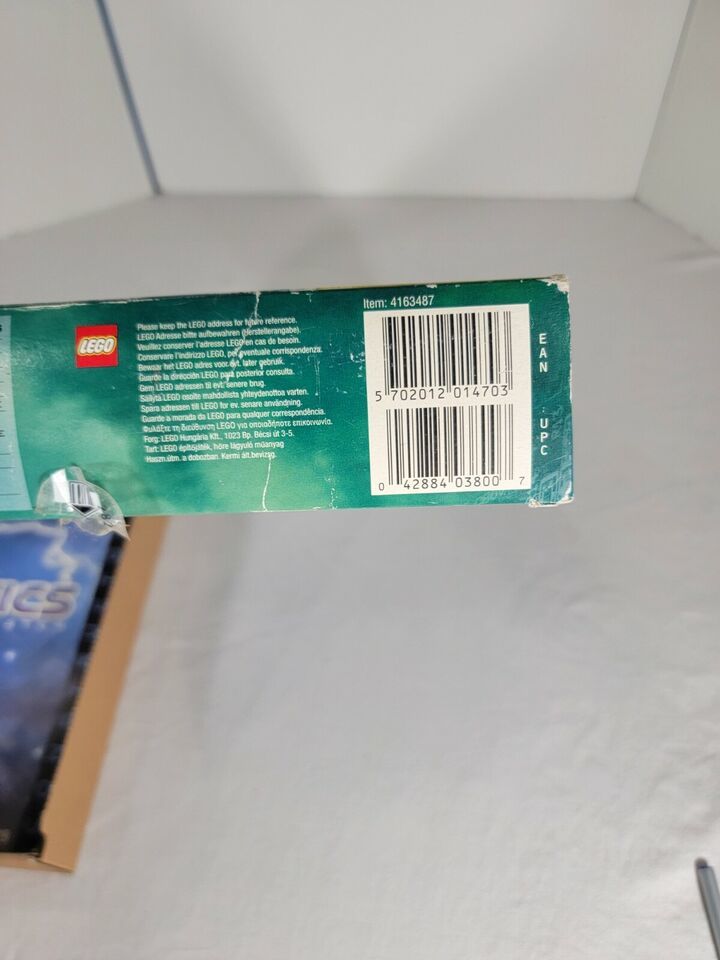 Item: 4163487
LEGO
Please keep the LEGO address for future reference.
LEGO Adresse bitte aufbewahren (Herstellerangabe).
Veuillez conserver l'adresse LEGO en cas de besoin.
Conservare l'indirizzo LEGO, per eventuale corrispondenza.
Bewaar het LEGO adres voor evt. later gebruik.
Guarde la dirección LEGO para posterior consulta.
Gem LEGO adressen til evt. senere brug.
Säilytä LEGO osoite mahdollista yhteydenottoa varten.
Spara adressen till LEGO för ev. senare användning.
Guarde a morada da LEGO para qualquer correspondência.
Φυλάξτε τη διεύθυνση LEGO για οποιαδήποτε επικοινωνία.
Forg: LEGO Hungária Kft., 1023 Bp. Bécsi út 3-5.
Tart: LEGO építőjáték, hőre lágyuló műanyag
Haszn.útm. a dobozban. Kermi ált.bevizsg.
5 702012 014703
EAN
0 42884 03800 7
UPC
ICS